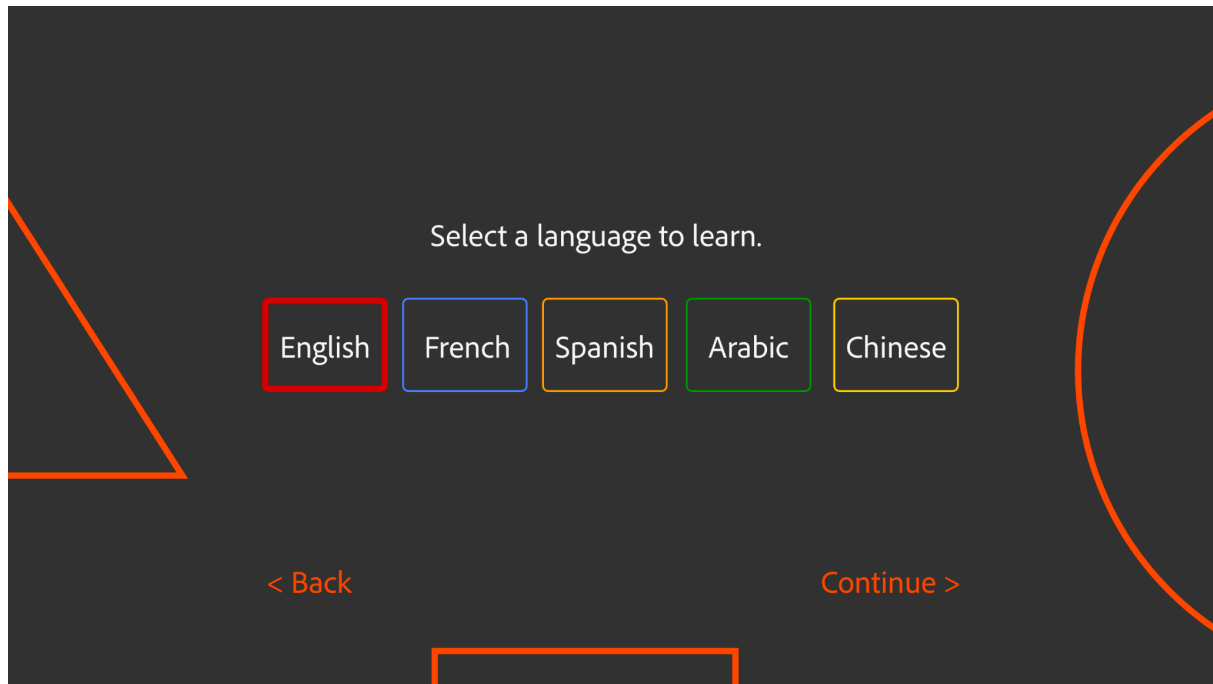 Select a language to learn.
English French Spanish Arabic Chinese
< Back Continue >